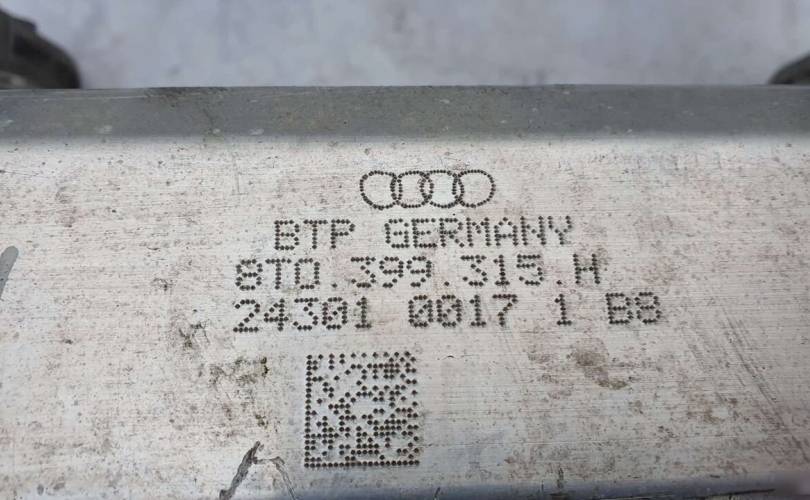 BTP GERMANY
8T0.399.315.H
24301 0017 1 B8